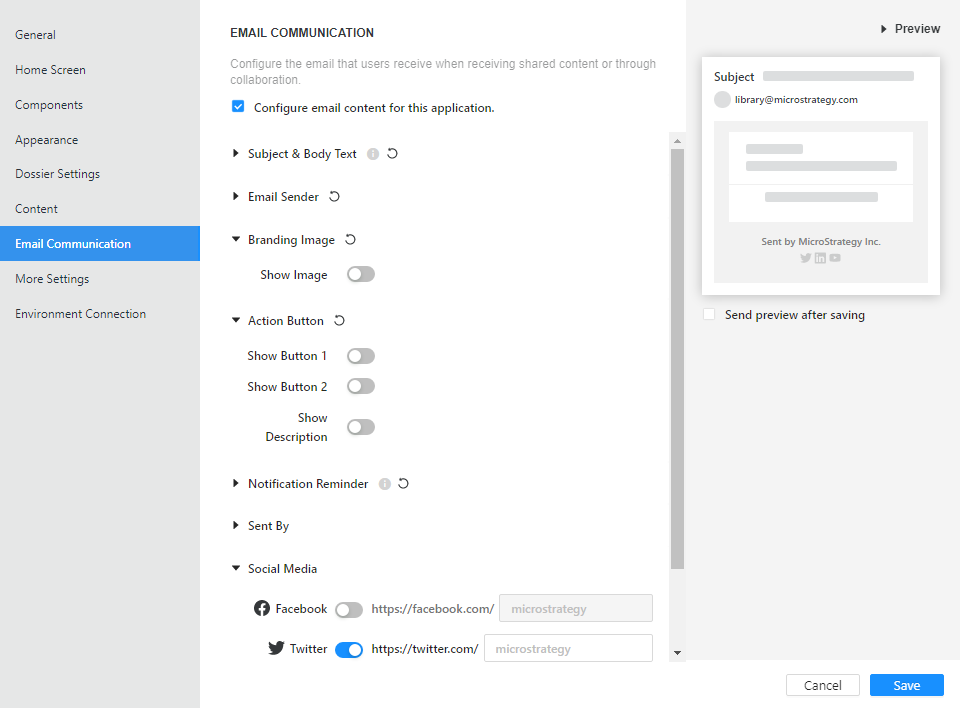 General
Home Screen
Components
Appearance
Dossier Settings
Content
Email Communication
More Settings
Environment Connection
EMAIL COMMUNICATION
Configure the email that users receive when receiving shared content or through
collaboration.
Configure email content for this application.
Subject & Body Text
Email Sender
Branding Image
Show Image
Action Button
Show Button 1
Show Button 2
Show
Description
Notification Reminder
Sent By
Social Media
Facebook https://facebook.com/ microstrategy
Twitter https://twitter.com/ microstrategy
Preview
Subject
library@microstrategy.com
Sent by MicroStrategy Inc.
Send preview after saving
Cancel Save